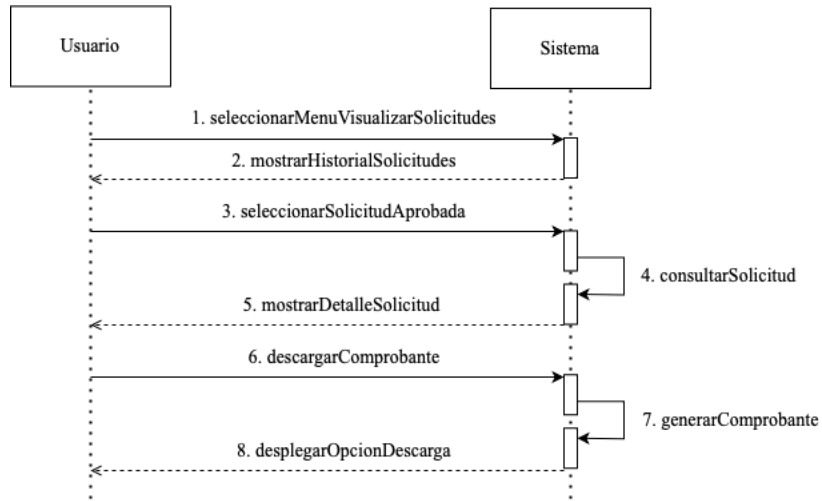 Usuario
Sistema
1. seleccionarMenuVisualizarSolicitudes
2. mostrarHistorialSolicitudes
3. seleccionarSolicitudAprobada
4. consultarSolicitud
5. mostrarDetalleSolicitud
6. descargarComprobante
7. generarComprobante
8. desplegarOpcionDescarga